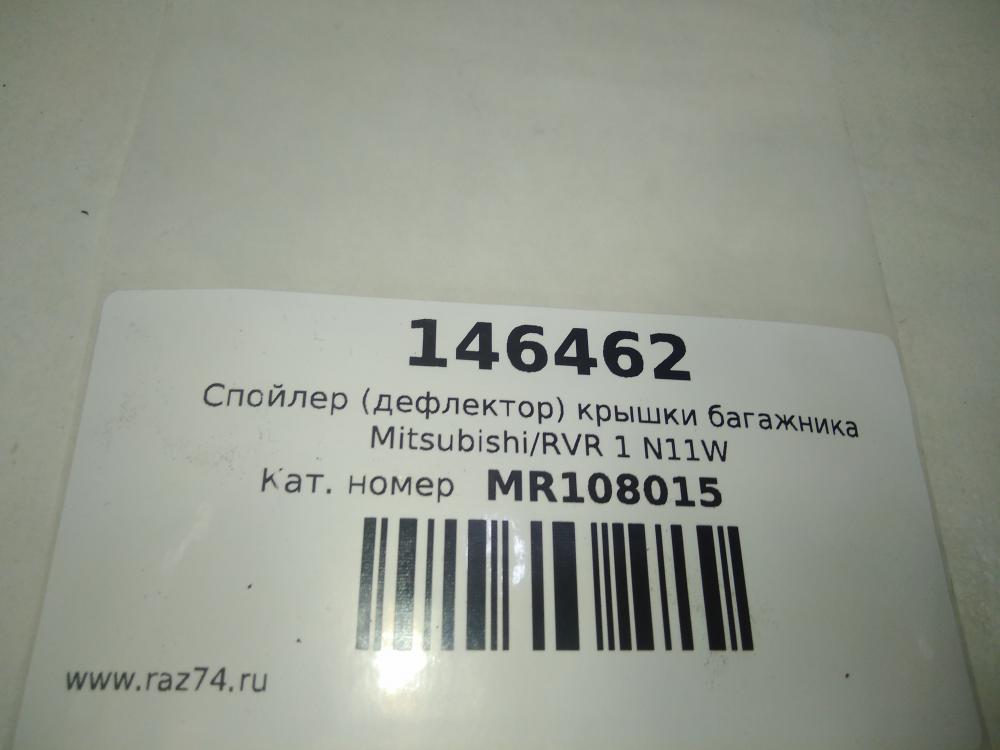 146462
Спойлер (дефлектор) крышки багажника
Mitsubishi/RVR 1 N11W
Кат. номер MR108015
www.raz74.ru